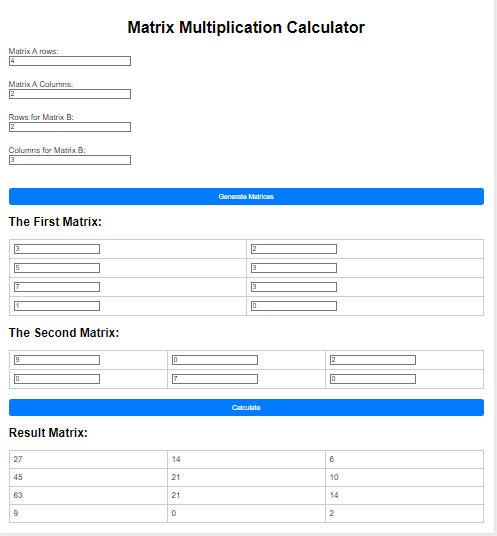 Matrix Multiplication Calculator
Matrix A rows:
4
Matrix A Columns:
2
Rows for Matrix B:
2
Columns for Matrix B:
3
Generate Matrices
The First Matrix:
3 2
5 3
7 3
1 0
The Second Matrix:
9 0 2
0 7 0
Calculate
Result Matrix:
27 14 6
45 21 10
63 21 14
9 0 2